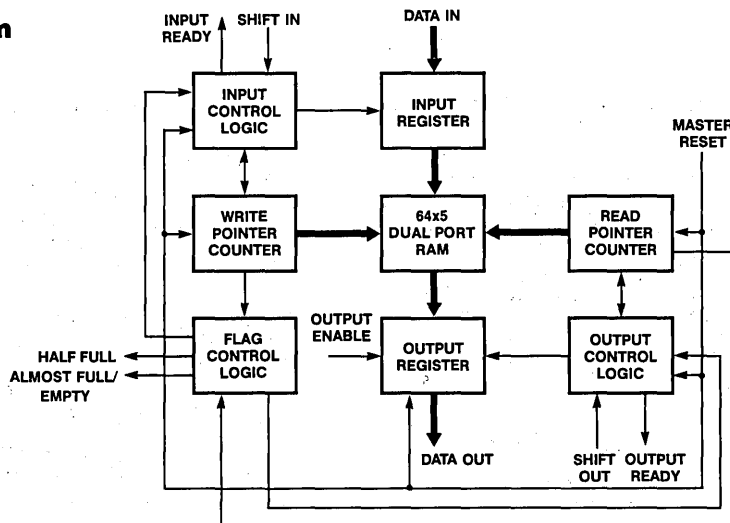 m
INPUT
READY
SHIFT IN
DATA IN
INPUT
CONTROL
LOGIC
INPUT
REGISTER
MASTER
RESET
WRITE
POINTER
COUNTER
64x5
DUAL PORT
RAM
READ
POINTER
COUNTER
OUTPUT
ENABLE
FLAG
CONTROL
LOGIC
OUTPUT
REGISTER
OUTPUT
CONTROL
LOGIC
HALF FULL
ALMOST FULL/
EMPTY
DATA OUT
SHIFT
OUT
OUTPUT
READY